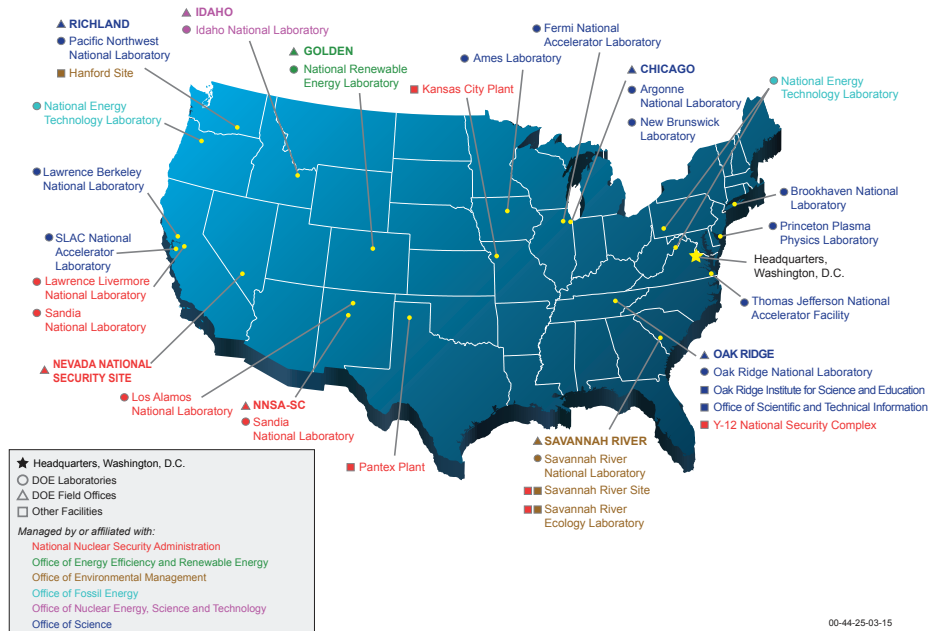 RICHLAND
Pacific Northwest
National Laboratory
Hanford Site
IDAHO
Idaho National Laboratory
GOLDEN
National Renewable
Energy Laboratory
Kansas City Plant
Ames Laboratory
Fermi National
Accelerator Laboratory
CHICAGO
Argonne
National Laboratory
New Brunswick
Laboratory
National Energy
Technology Laboratory
National Energy
Technology Laboratory
Lawrence Berkeley
National Laboratory
SLAC National
Accelerator
Laboratory
Lawrence Livermore
National Laboratory
Sandia
National Laboratory
NEVADA NATIONAL
SECURITY SITE
Los Alamos
National Laboratory
NNSA-SC
Sandia
National Laboratory
Pantex Plant
Brookhaven National
Laboratory
Princeton Plasma
Physics Laboratory
Headquarters,
Washington, D.C.
Thomas Jefferson National
Accelerator Facility
OAK RIDGE
Oak Ridge National Laboratory
Oak Ridge Institute for Science and Education
Office of Scientific and Technical Information
Y-12 National Security Complex
SAVANNAH RIVER
Savannah River
National Laboratory
Savannah River Site
Savannah River
Ecology Laboratory
Headquarters, Washington, D.C.
DOE Laboratories
DOE Field Offices
Other Facilities
Managed by or affiliated with:
National Nuclear Security Administration
Office of Energy Efficiency and Renewable Energy
Office of Environmental Management
Office of Fossil Energy
Office of Nuclear Energy, Science and Technology
Office of Science
00-44-25-03-15